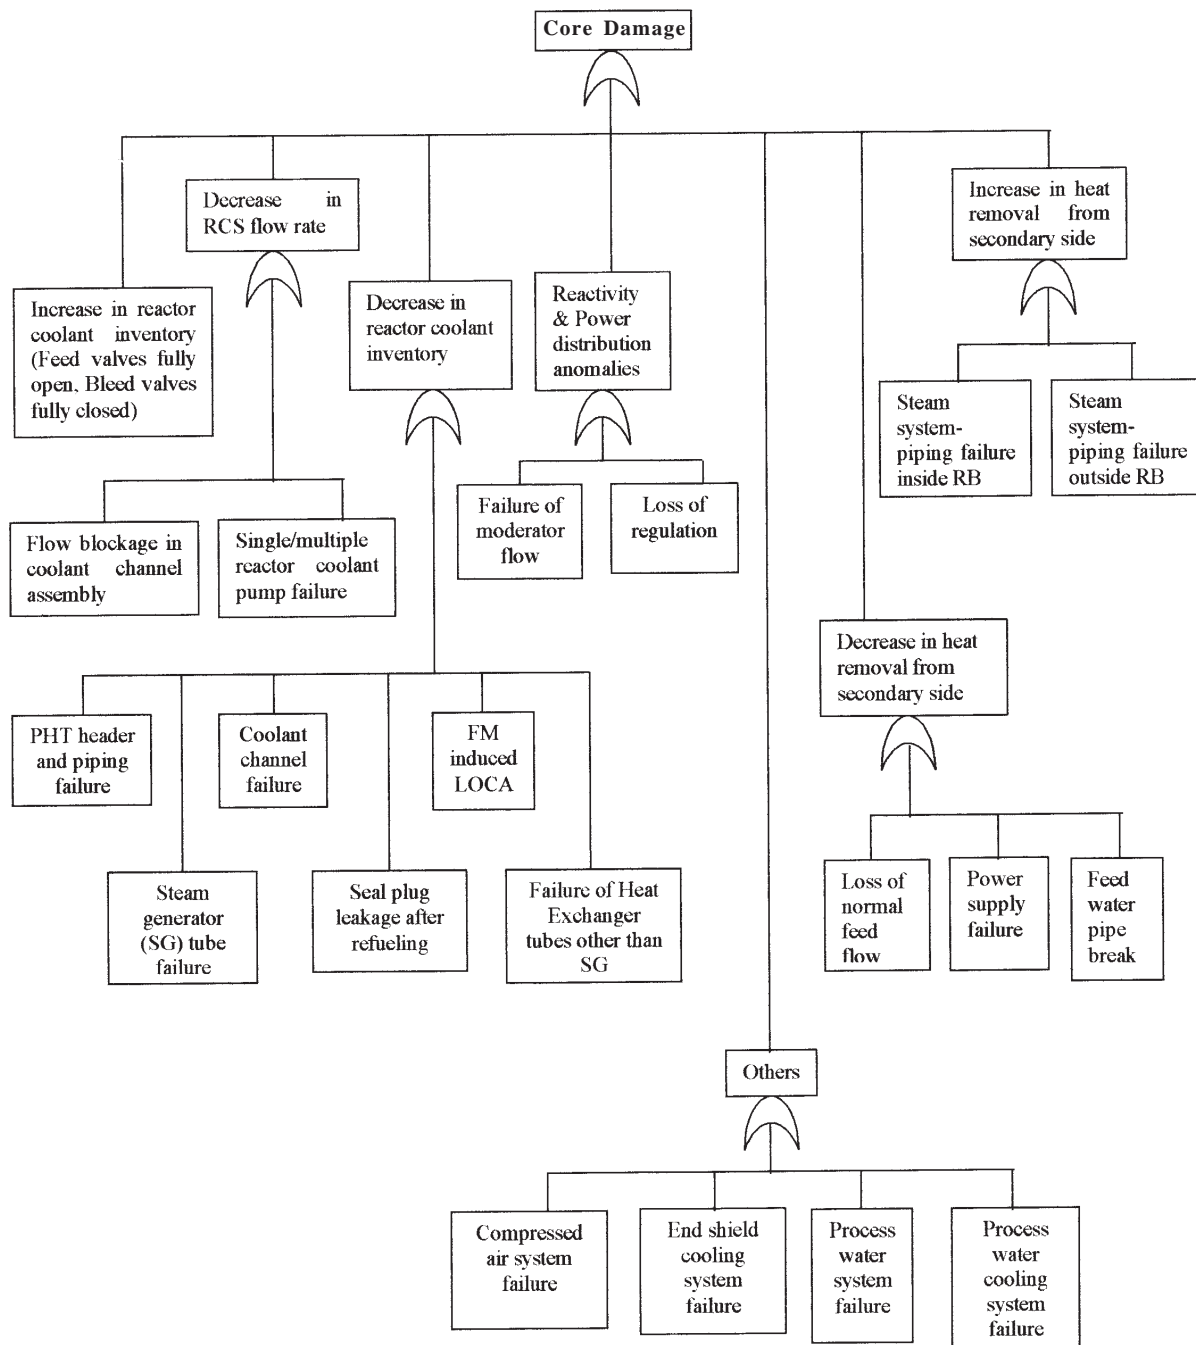 Core Damage
Decrease in
RCS flow rate
Increase in heat
removal from
secondary side
Increase in reactor
coolant inventory
(Feed valves fully
open, Bleed valves
fully closed)
Decrease in
reactor coolant
inventory
Reactivity
& Power
distribution
anomalies
Steam
system-
piping failure
inside RB
Steam
system-
piping failure
outside RB
Flow blockage in
coolant channel
assembly
Single/multiple
reactor coolant
pump failure
Failure of
moderator
flow
Loss of
regulation
Decrease in heat
removal from
secondary side
PHT header
and piping
failure
Coolant
channel
failure
FM
induced
LOCA
Steam
generator
(SG) tube
failure
Seal plug
leakage after
refueling
Failure of Heat
Exchanger
tubes other than
SG
Loss of
normal
feed
flow
Power
supply
failure
Feed
water
pipe
break
Others
Compressed
air system
failure
End shield
cooling
system
failure
Process
water
system
failure
Process
water
cooling
system
failure